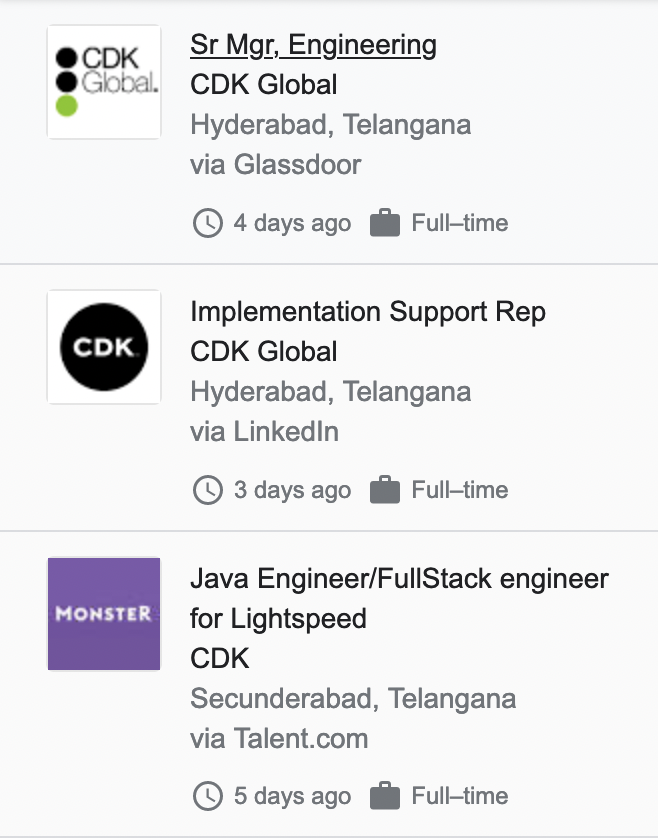 CDK
Global.
Sr Mgr, Engineering
CDK Global
Hyderabad, Telangana
via Glassdoor
4 days ago Full–time
CDK
Implementation Support Rep
CDK Global
Hyderabad, Telangana
via LinkedIn
3 days ago Full–time
MONSTER
Java Engineer/FullStack engineer
for Lightspeed
CDK
Secunderabad, Telangana
via Talent.com
5 days ago Full–time